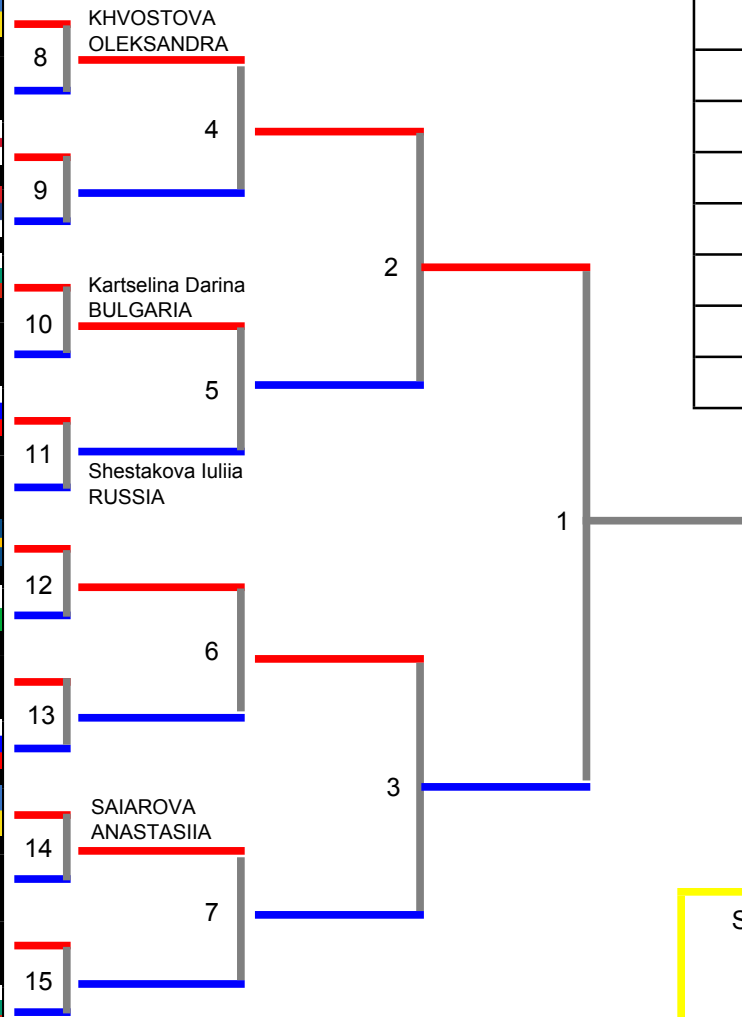 KHVOSTOVA
OLEKSANDRA
8
4
9
2
Kartselina Darina
BULGARIA
10
5
11
Shestakova Iuliia
RUSSIA
1
12
6
13
3
SAIAROVA
ANASTASIIA
14
7
S
15